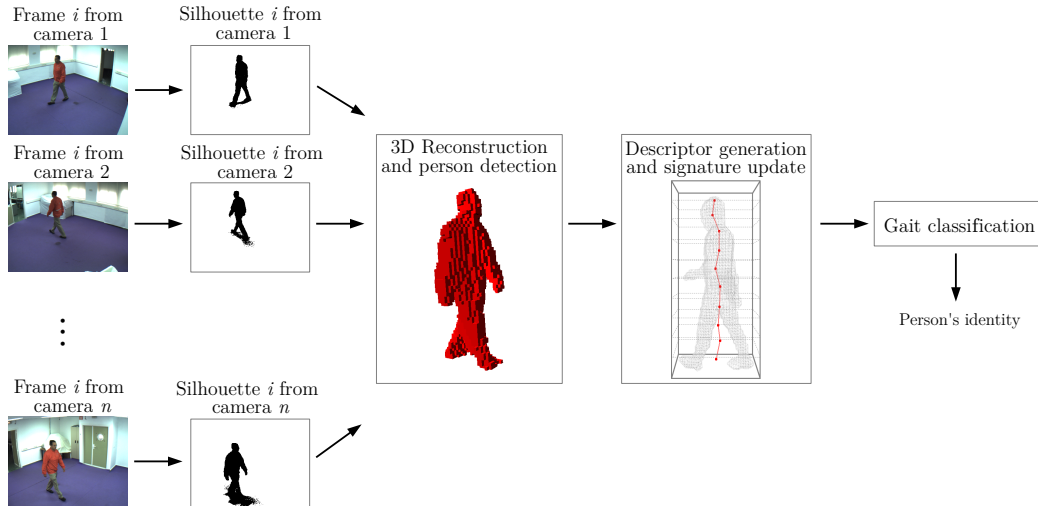 Frame i from
camera 1
Silhouette i from
camera 1
Frame i from
camera 2
Silhouette i from
camera 2
Frame i from
camera n
Silhouette i from
camera n
3D Reconstruction
and person detection
Descriptor generation
and signature update
Gait classification
Person's identity